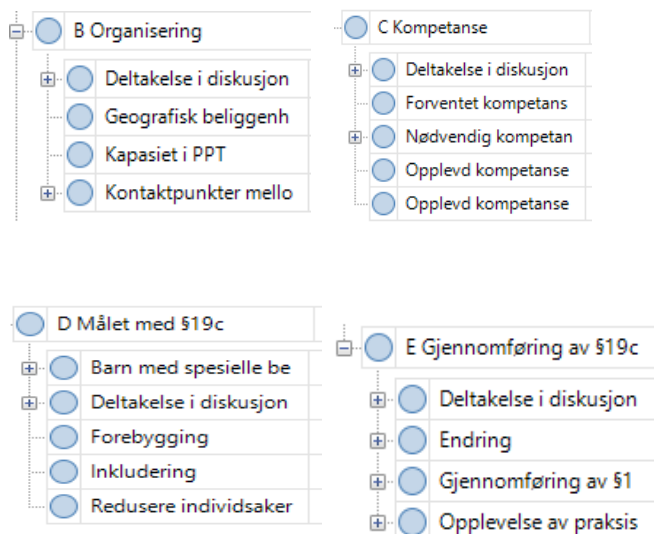 B Organisering
Deltakelse i diskusjon
Geografisk beliggenh
Kapasiet i PPT
Kontaktpunkter mello
C Kompetanse
Deltakelse i diskusjon
Forventet kompetans
Nødvendig kompetan
Opplevd kompetanse
Opplevd kompetanse
D Målet med §19c
Barn med spesielle be
Deltakelse i diskusjon
Forebygging
Inkludering
Redusere individsaker
E Gjennomføring av §19c
Deltakelse i diskusjon
Endring
Gjennomføring av §1
Opplevelse av praksis